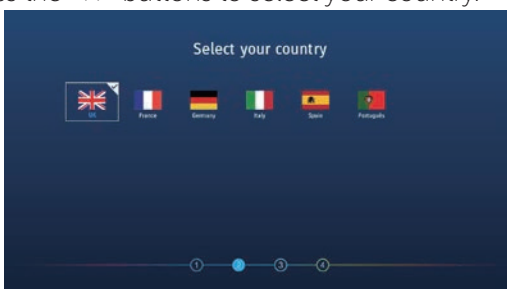 the buttons to select your country.
Select your country
UK
France
Germany
Italy
Spain
Português
1
2
3
4